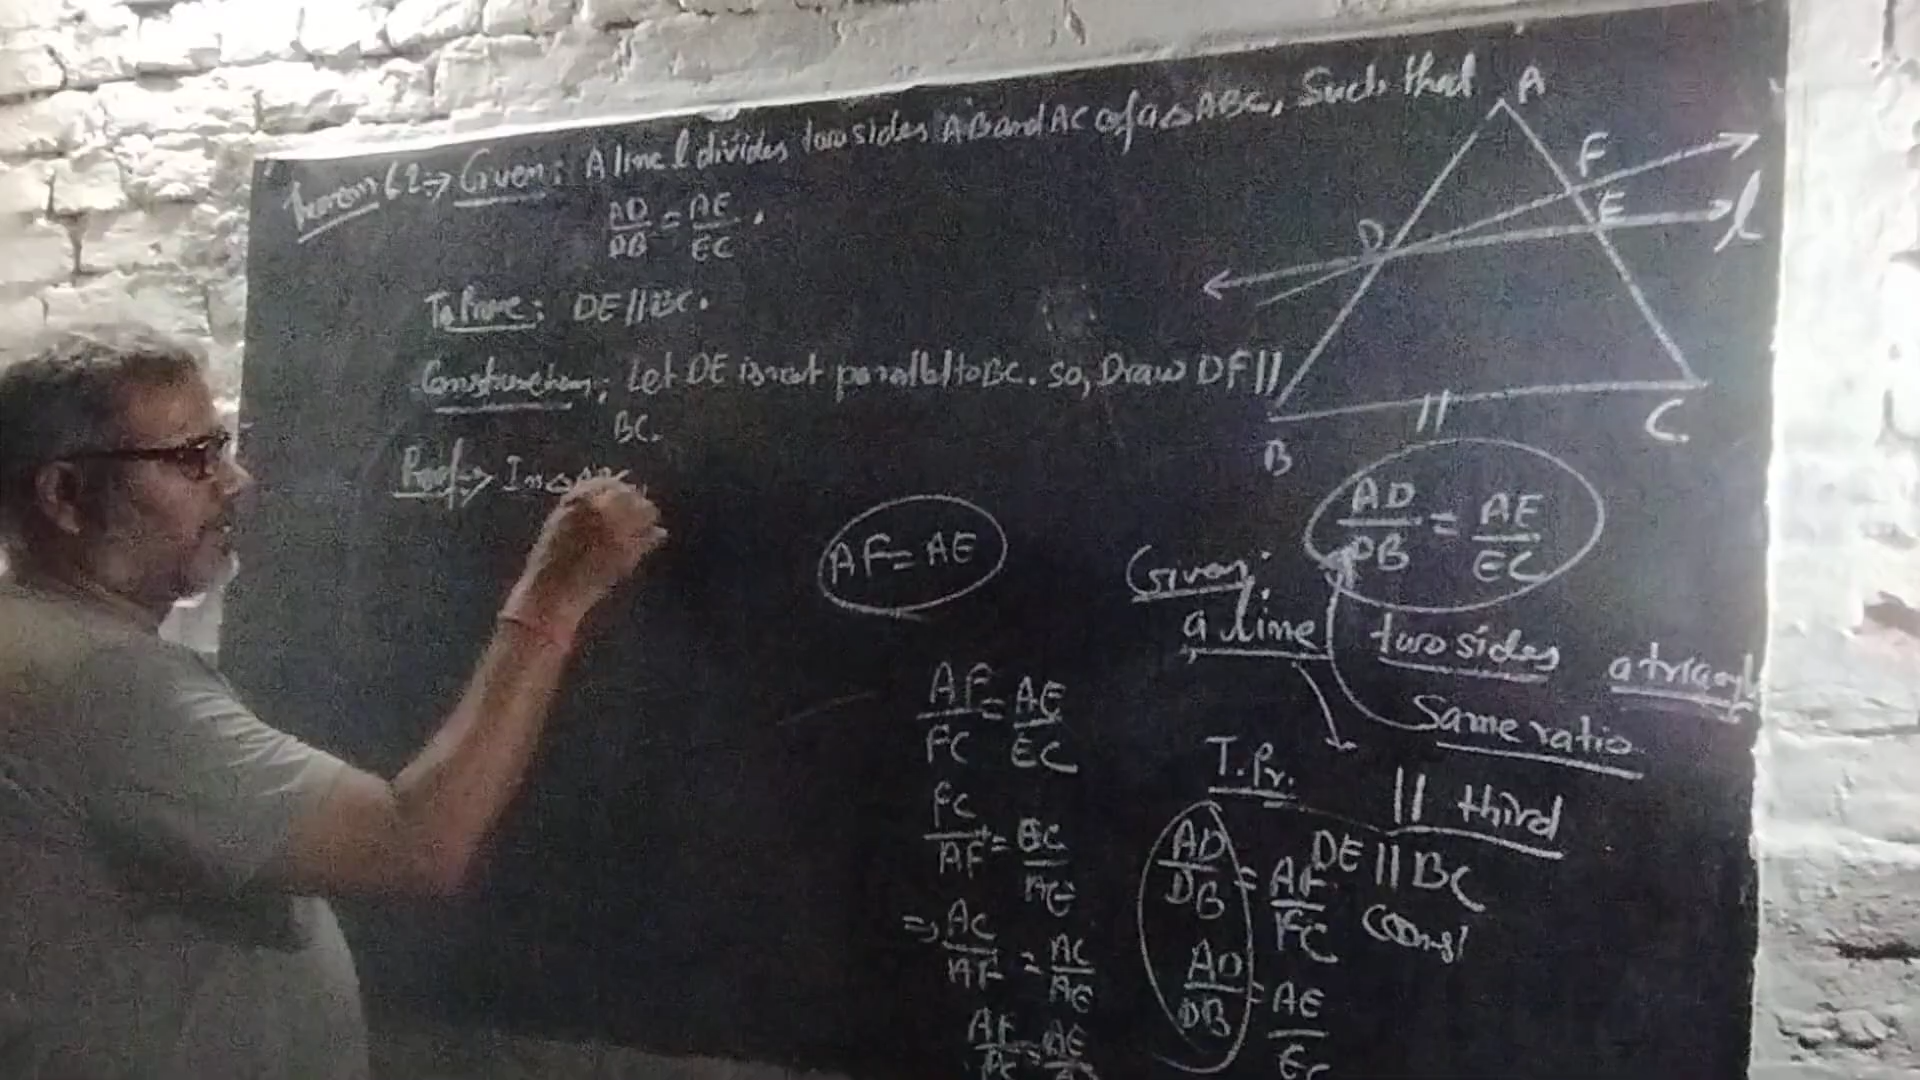 Theorem 6.2 → Given: A line l divides two sides AB and AC of a △ABC, Such that
AD/DB = AE/EC.
To Prove: DE || BC.
Construction: Let DE is not parallel to BC. so, Draw DF ||
BC.
Proof → In △ABC
A
F
E
D
l
B
C
||
AF = AE
AF/FC = AE/EC
FC/AF = EC/AE
⇒ AC/AF = AC/AE
AD/DB = AE/EC
Given:
a line two sides a triangle
Same ratio
T.Pr. || third
DE || BC
AD/DB = AF/FC Const
AD/DB = AE/EC